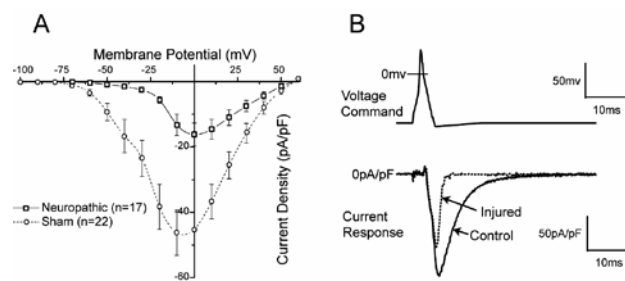 A
Membrane Potential (mV)
-100 -75 -50 -25 0 25 50
-20
-40
-60
Current Density (pA/pF)
Neuropathic (n=17)
Sham (n=22)
B
0mv
Voltage
Command
50mv
10ms
0pA/pF
Injured
Current
Response
Control
50pA/pF
10ms